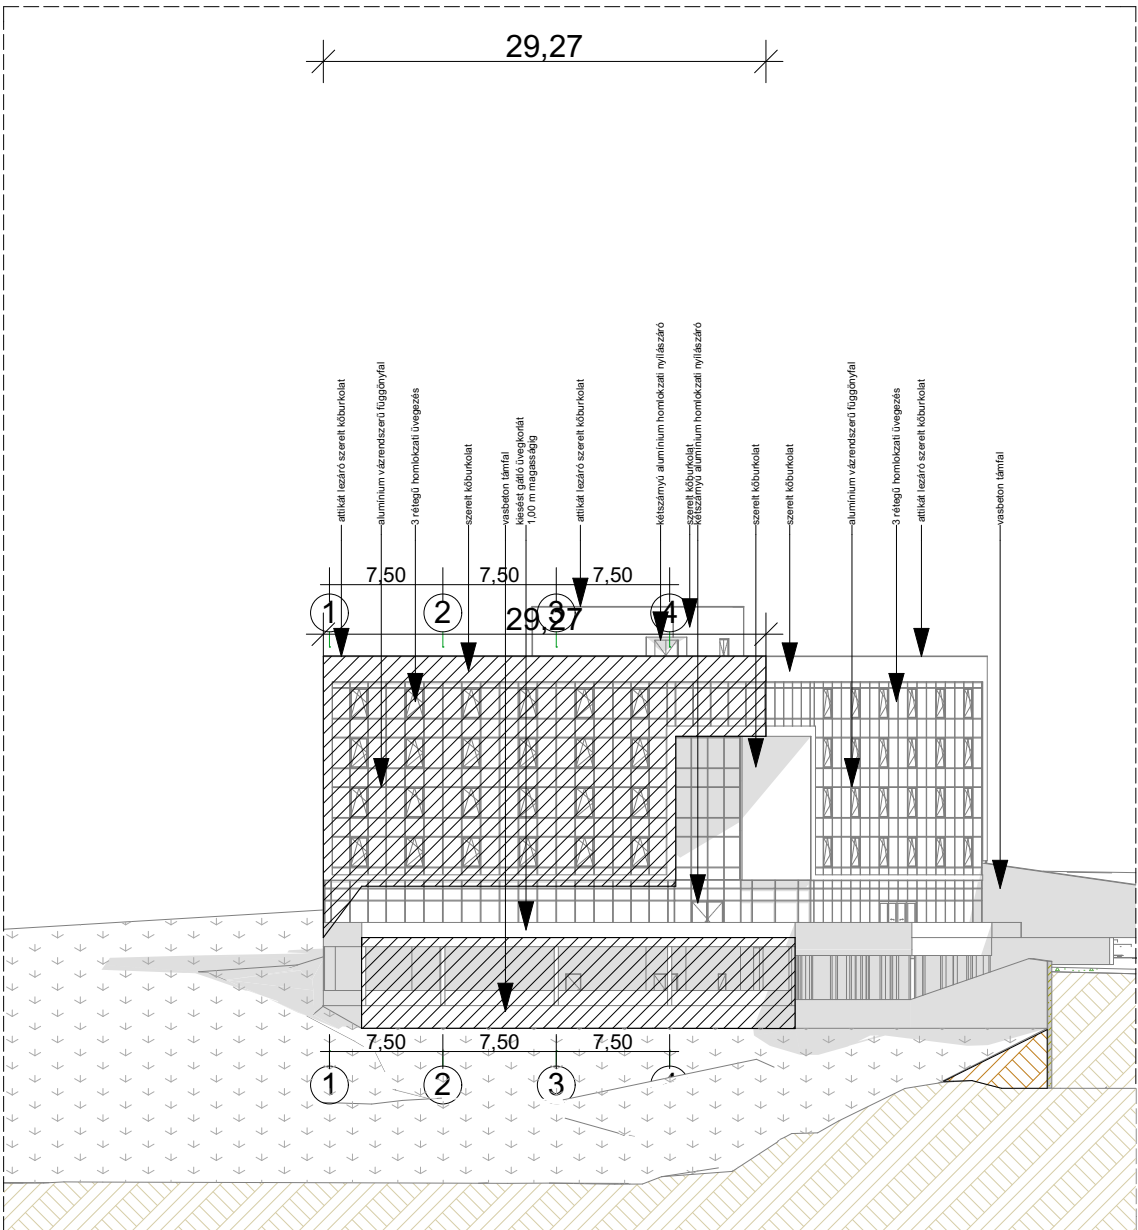 29,27
attikát lezáró szerelt kőburkolat
alumínium vázrendszerű függönyfal
3 rétegű homlokzati üvegezés
szerelt kőburkolat
vasbeton támfal
kiesést gátló üvegkorlát
1,00 m magasságig
attikát lezáró szerelt kőburkolat
kétszárnyú alumínium homlokzati nyílászáró
szerelt kőburkolat
kétszárnyú alumínium homlokzati nyílászáró
szerelt kőburkolat
szerelt kőburkolat
alumínium vázrendszerű függönyfal
3 rétegű homlokzati üvegezés
attikát lezáró szerelt kőburkolat
vasbeton támfal
7,50 7,50 7,50
1 2 3 4
29,27
7,50 7,50 7,50
1 2 3 4